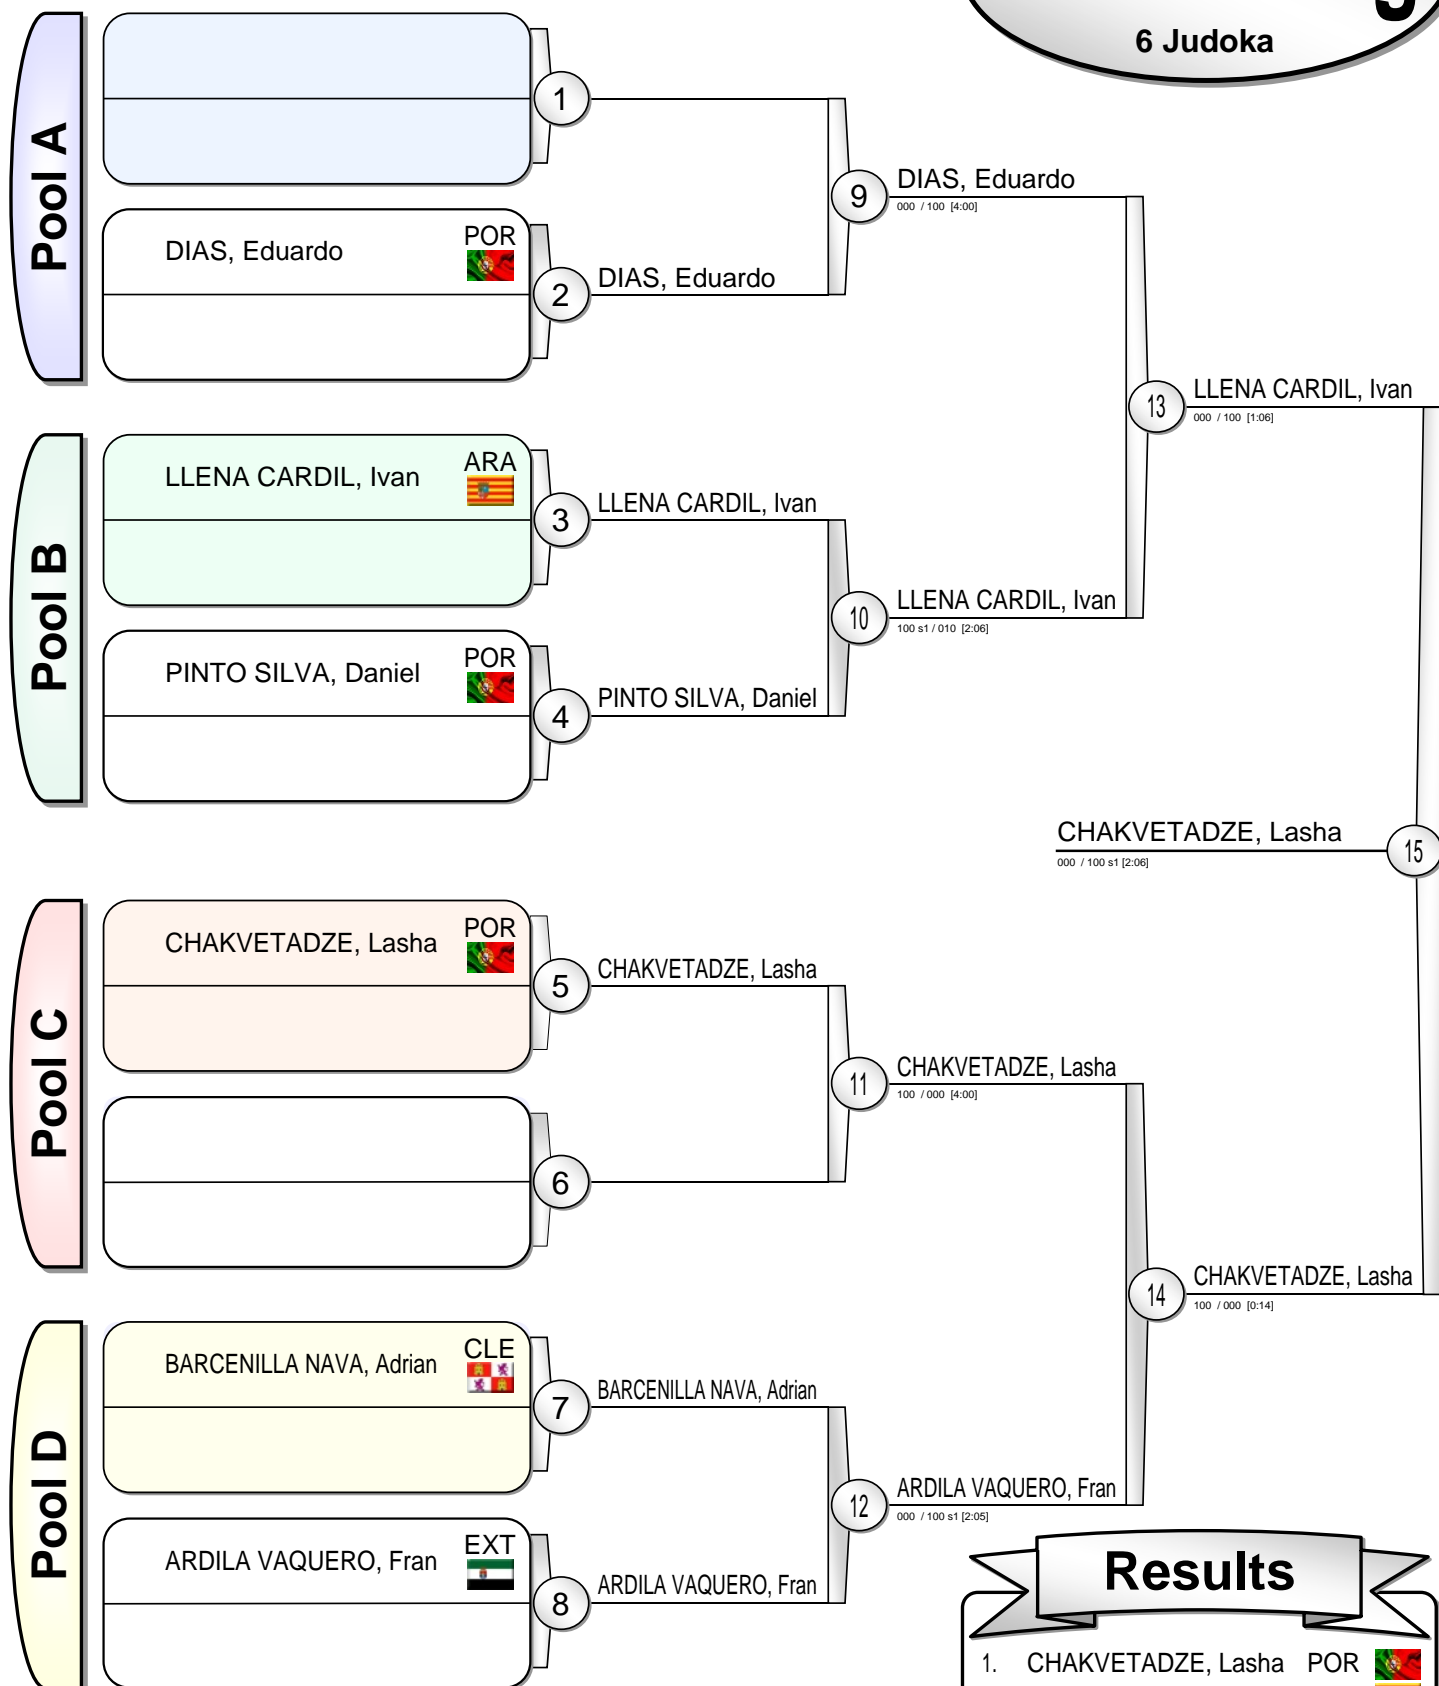 6 Judoka
Pool A
1
DIAS, Eduardo POR
2
DIAS, Eduardo
9
DIAS, Eduardo
000 / 100 [4:00]
Pool B
LLENA CARDIL, Ivan ARA
3
LLENA CARDIL, Ivan
PINTO SILVA, Daniel POR
4
PINTO SILVA, Daniel
10
LLENA CARDIL, Ivan
100 s1 / 010 [2:06]
13
LLENA CARDIL, Ivan
000 / 100 [1:06]
CHAKVETADZE, Lasha
000 / 100 s1 [2:06]
15
Pool C
CHAKVETADZE, Lasha POR
5
CHAKVETADZE, Lasha
6
11
CHAKVETADZE, Lasha
100 / 000 [4:00]
14
CHAKVETADZE, Lasha
100 / 000 [0:14]
Pool D
BARCENILLA NAVA, Adrian CLE
7
BARCENILLA NAVA, Adrian
ARDILA VAQUERO, Fran EXT
8
ARDILA VAQUERO, Fran
12
ARDILA VAQUERO, Fran
000 / 100 s1 [2:05]
Results
1. CHAKVETADZE, Lasha POR